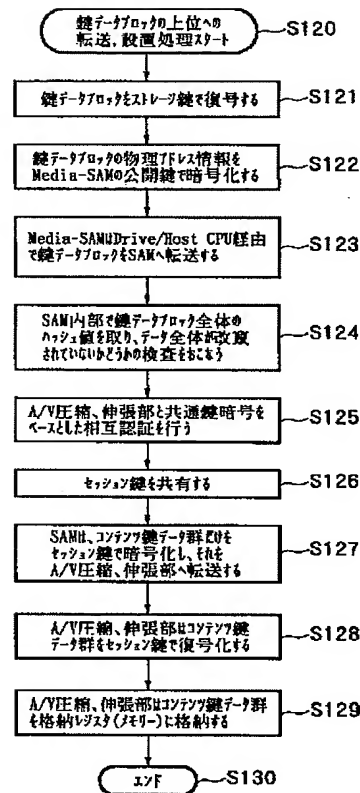 鍵データブロックの上位への
転送、設置処理スタート
S120
鍵データブロックをストレージ鍵で復号する
S121
鍵データブロックの物理アドレス情報を
Media-SAMの公開鍵で暗号化する
S122
Media-SAMはDrive/Host CPU経由
で鍵データブロックをSAMへ転送する
S123
SAM内部で鍵データブロック全体の
ハッシュ値を取り、データ全体が改竄
されていないかどうかの検査をおこなう
S124
A/V圧縮、伸張部と共通鍵暗号を
ベースとした相互認証を行う
S125
セッション鍵を共有する
S126
SAMは、コンテンツ鍵データ群だけを
セッション鍵で暗号化し、それを
A/V圧縮、伸張部へ転送する
S127
A/V圧縮、伸張部はコンテンツ鍵
データ群をセッション鍵で復号化する
S128
A/V圧縮、伸張部はコンテンツ鍵データ群
を格納レジスタ(メモリー)に格納する
S129
エンド
S130